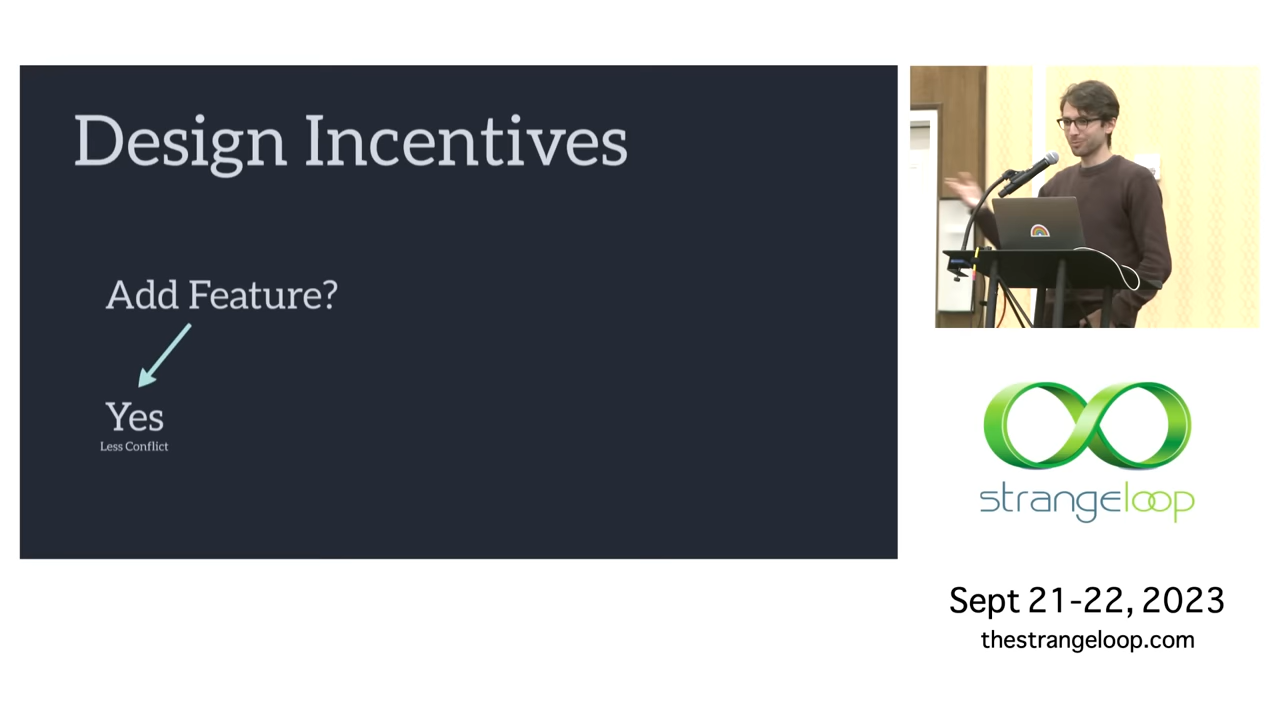 Design Incentives
Add Feature?
Yes
Less Conflict
strangeloop
Sept 21-22, 2023
thestrangeloop.com